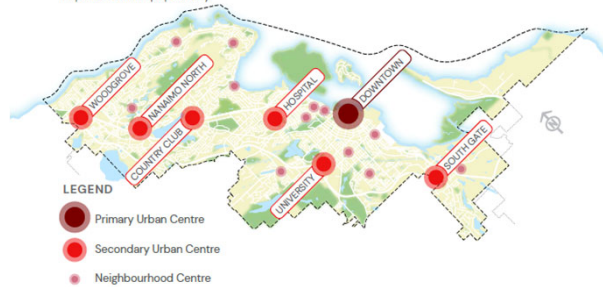 WOODGROVE
NANAIMO NORTH
COUNTRY CLUB
HOSPITAL
DOWNTOWN
UNIVERSITY
SOUTH GATE
LEGEND
Primary Urban Centre
Secondary Urban Centre
Neighbourhood Centre